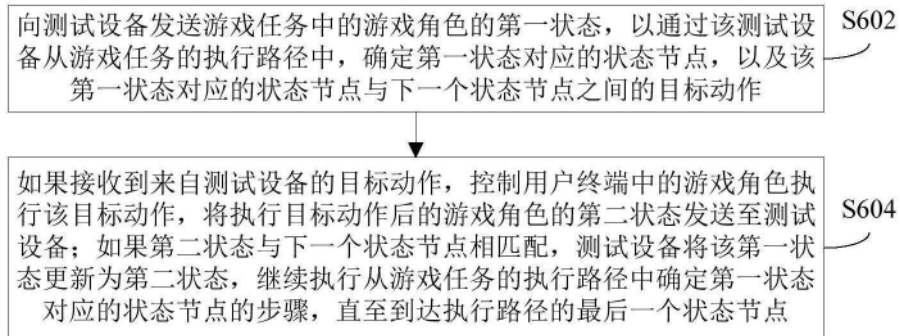 向测试设备发送游戏任务中的游戏角色的第一状态，以通过该测试设
备从游戏任务的执行路径中，确定第一状态对应的状态节点，以及该
第一状态对应的状态节点与下一个状态节点之间的目标动作
S602
如果接收到来自测试设备的目标动作，控制用户终端中的游戏角色执
行该目标动作，将执行目标动作后的游戏角色的第二状态发送至测试
设备；如果第二状态与下一个状态节点相匹配，测试设备将该第一状
态更新为第二状态，继续执行从游戏任务的执行路径中确定第一状态
对应的状态节点的步骤，直至到达执行路径的最后一个状态节点
S604